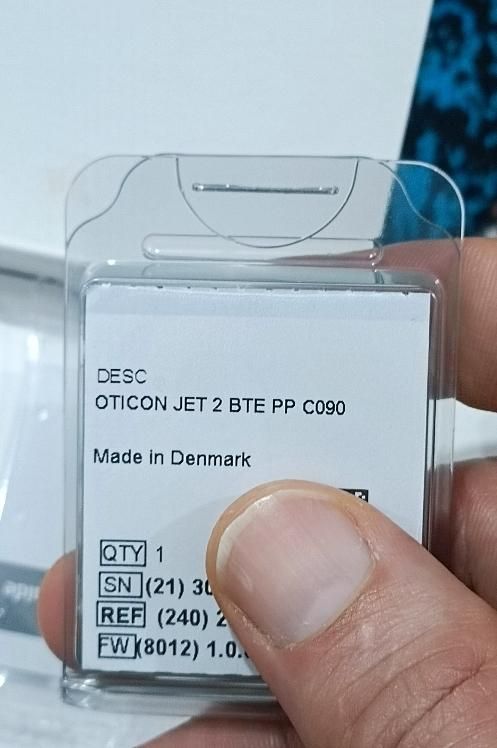 DESC
OTICON JET 2 BTE PP C090
Made in Denmark
QTY 1
SN (21) 30
REF (240) 2
FW (8012) 1.0.